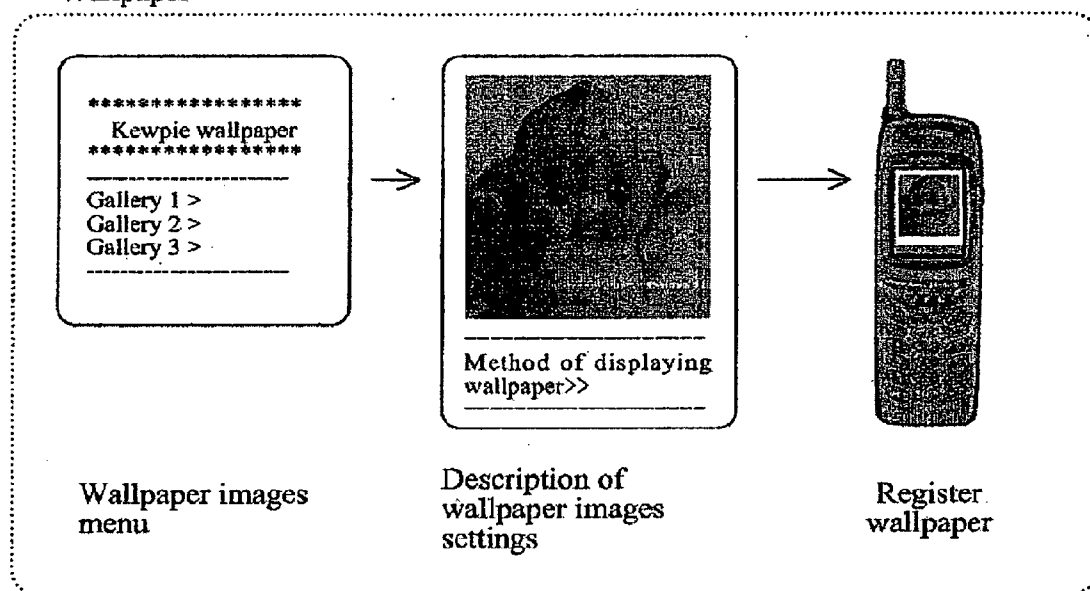 Wallpaper
*****************
Kewpie wallpaper
*****************
Gallery 1 >
Gallery 2 >
Gallery 3 >
Method of displaying
wallpaper>>
Wallpaper images
menu
Description of
wallpaper images
settings
Register
wallpaper